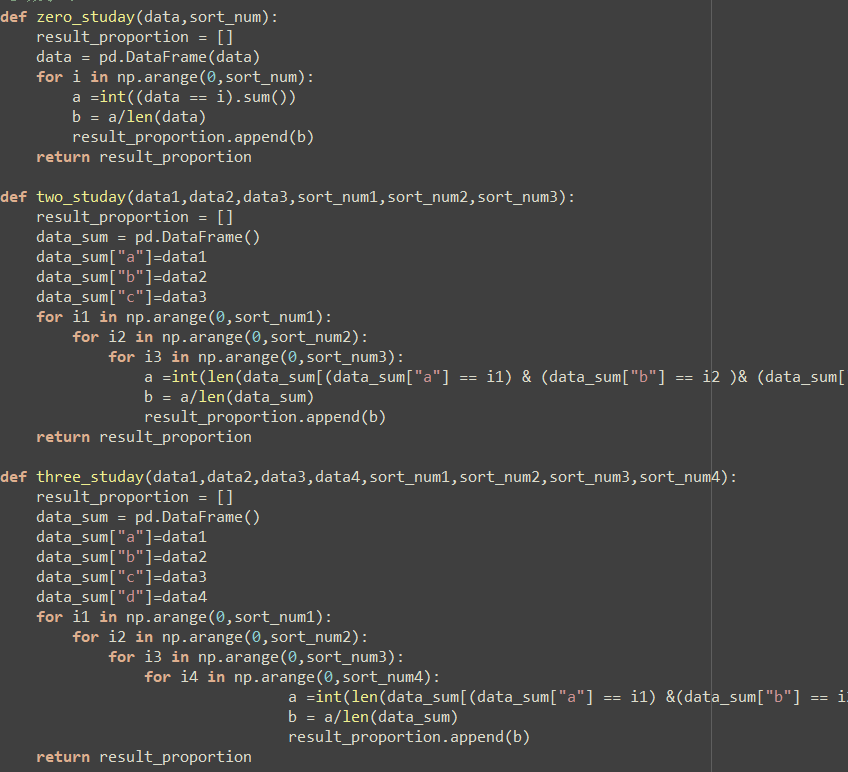 def zero_studay(data,sort_num):
    result_proportion = []
    data = pd.DataFrame(data)
    for i in np.arange(0,sort_num):
        a =int((data == i).sum())
        b = a/len(data)
        result_proportion.append(b)
    return result_proportion
def two_studay(data1,data2,data3,sort_num1,sort_num2,sort_num3):
    result_proportion = []
    data_sum = pd.DataFrame()
    data_sum["a"]=data1
    data_sum["b"]=data2
    data_sum["c"]=data3
    for i1 in np.arange(0,sort_num1):
        for i2 in np.arange(0,sort_num2):
            for i3 in np.arange(0,sort_num3):
                a =int(len(data_sum[(data_sum["a"] == i1) & (data_sum["b"] == i2 )& (data_sum[
                b = a/len(data_sum)
                result_proportion.append(b)
    return result_proportion
def three_studay(data1,data2,data3,data4,sort_num1,sort_num2,sort_num3,sort_num4):
    result_proportion = []
    data_sum = pd.DataFrame()
    data_sum["a"]=data1
    data_sum["b"]=data2
    data_sum["c"]=data3
    data_sum["d"]=data4
    for i1 in np.arange(0,sort_num1):
        for i2 in np.arange(0,sort_num2):
            for i3 in np.arange(0,sort_num3):
                for i4 in np.arange(0,sort_num4):
                                a =int(len(data_sum[(data_sum["a"] == i1) &(data_sum["b"] ==
                                b = a/len(data_sum)
                                result_proportion.append(b)
    return result_proportion